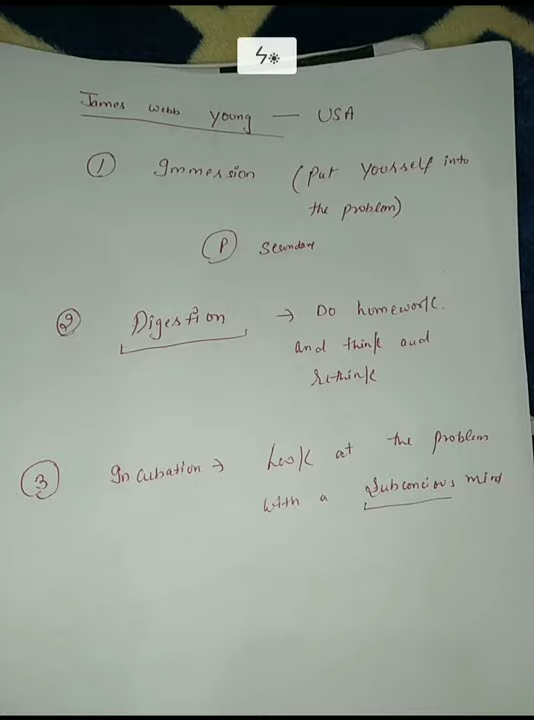 James Webb Young — USA
① Immersion (Put yourself into
the problem)
Ⓟ Secondary
② Digestion → Do homework.
and think and
rethink
③ Incubation → Look at the problem
with a Subconcious mind